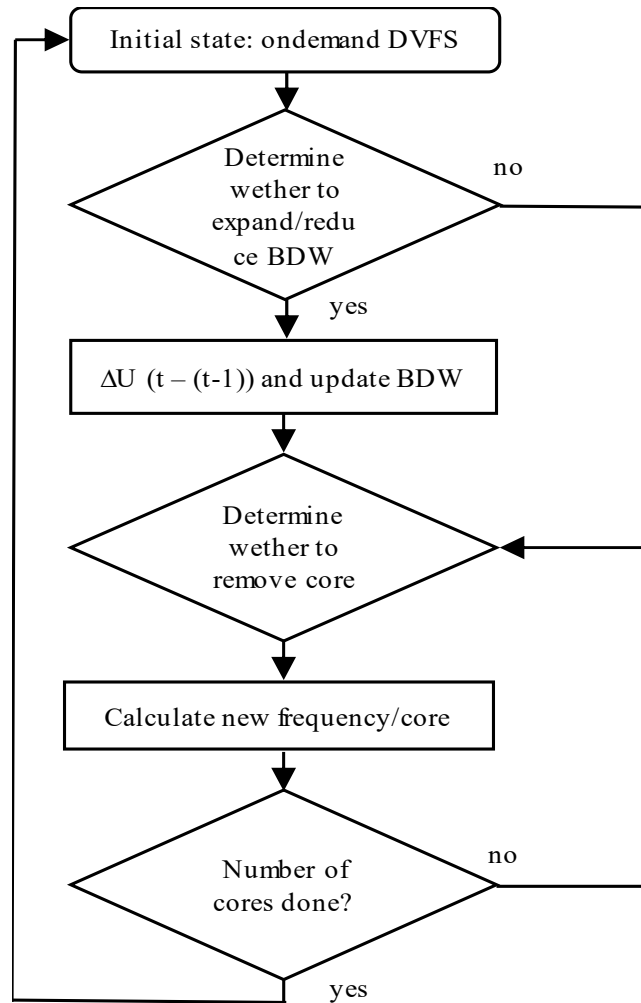 Initial state: ondemand DVFS
Determine
wether to
expand/redu
ce BDW
no
yes
ΔU (t – (t-1)) and update BDW
Determine
wether to
remove core
Calculate new frequency/core
Number of
cores done?
no
yes